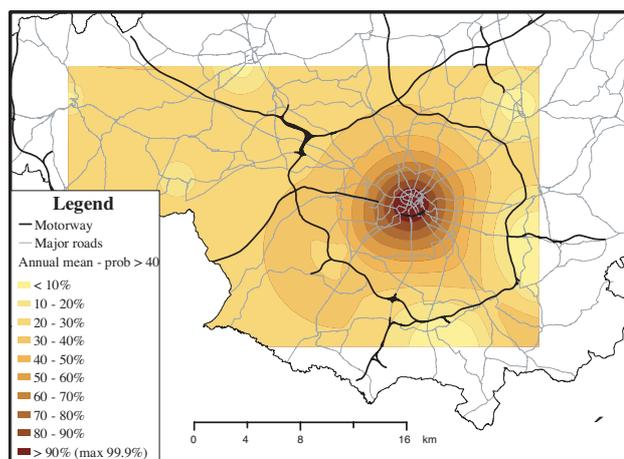 Legend
Motorway
Major roads
Annual mean - prob > 40
< 10%
10 - 20%
20 - 30%
30 - 40%
40 - 50%
50 - 60%
60 - 70%
70 - 80%
80 - 90%
> 90% (max 99.9%)
0 4 8 16 km